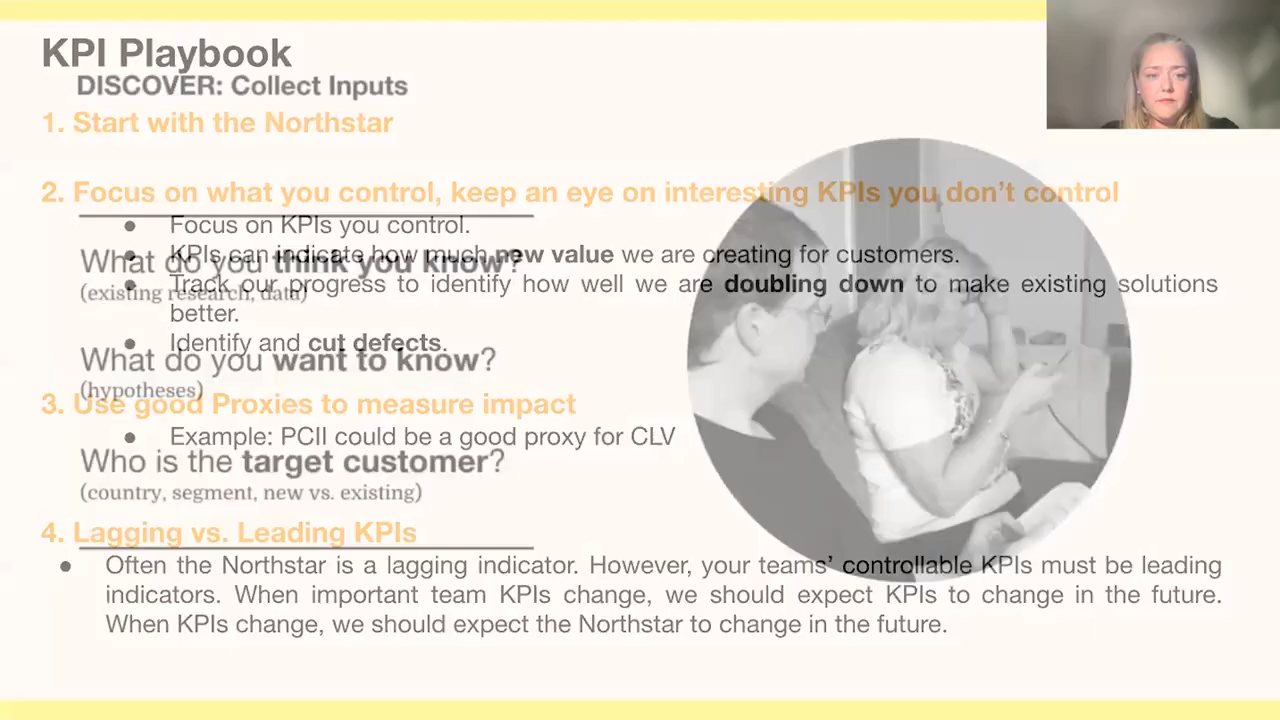 KPI Playbook
DISCOVER: Collect Inputs
1. Start with the Northstar
2. Focus on what you control, keep an eye on interesting KPIs you don't control
● Focus on KPIs you control.
● KPIs can indicate how much new value we are creating for customers.
What do you think you know?
● Track our progress to identify how well we are doubling down to make existing solutions
(existing research, data)
better.
● Identify and cut defects.
What do you want to know?
(hypotheses)
3. Use good Proxies to measure impact
● Example: PCII could be a good proxy for CLV
Who is the target customer?
(country, segment, new vs. existing)
4. Lagging vs. Leading KPIs
● Often the Northstar is a lagging indicator. However, your teams' controllable KPIs must be leading
indicators. When important team KPIs change, we should expect KPIs to change in the future.
When KPIs change, we should expect the Northstar to change in the future.